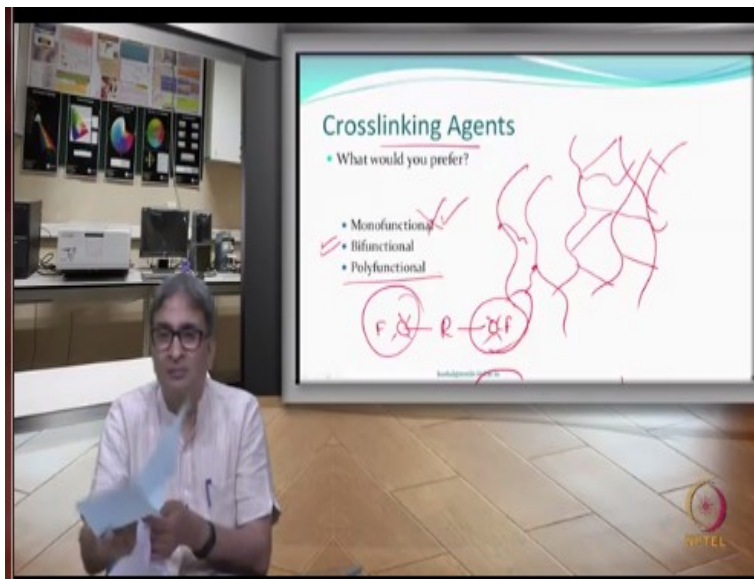 Crosslinking Agents
What would you prefer?
Monofunctional
Bifunctional
Polyfunctional
F
R
F
NPTEL